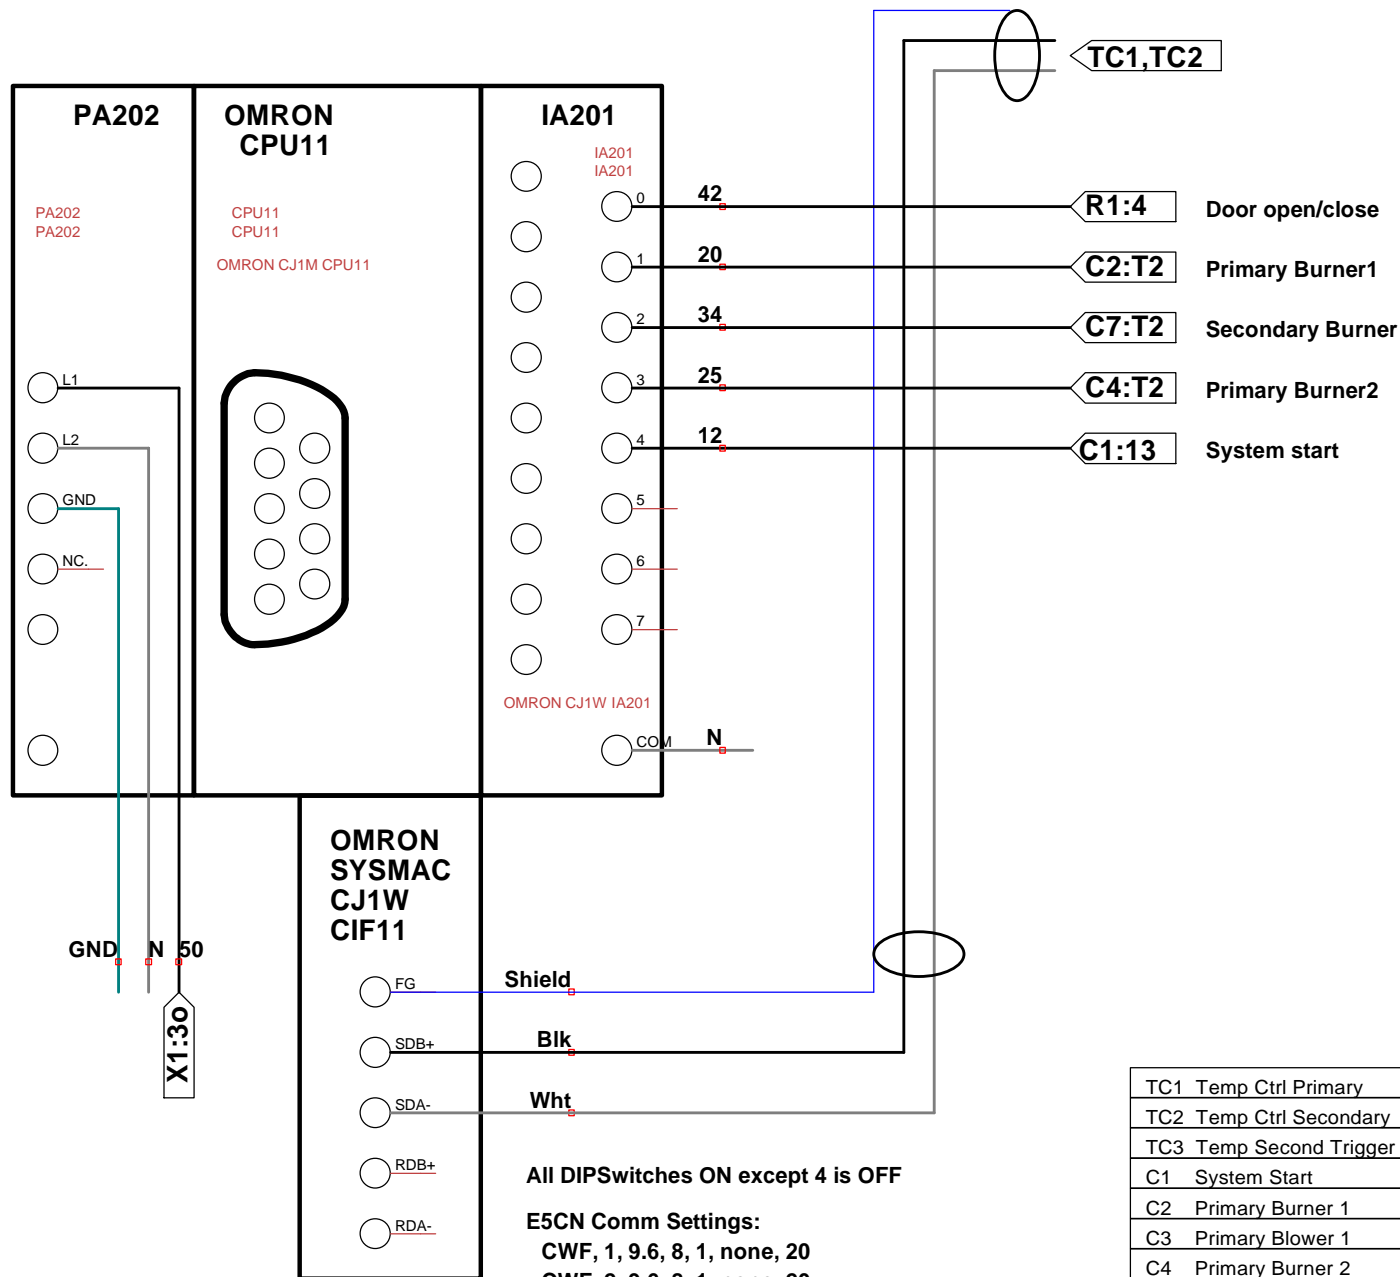 TC1,TC2
PA202
OMRON
CPU11
IA201
IA201
IA201
PA202
PA202
CPU11
CPU11
OMRON CJ1M CPU11
0
42
R1:4
Door open/close
1
20
C2:T2
Primary Burner1
2
34
C7:T2
Secondary Burner
L1
3
25
C4:T2
Primary Burner2
L2
4
12
C1:13
System start
GND
5
NC.
6
7
OMRON CJ1W IA201
COM
N
OMRON
SYSMAC
CJ1W
CIF11
GND
N
50
X1:3o
FG
Shield
SDB+
Blk
SDA-
Wht
RDB+
RDA-
All DIPSwitches ON except 4 is OFF
E5CN Comm Settings:
CWF, 1, 9.6, 8, 1, none, 20
TC1 Temp Ctrl Primary
TC2 Temp Ctrl Secondary
TC3 Temp Second Trigger
C1 System Start
C2 Primary Burner 1
C3 Primary Blower 1
C4 Primary Burner 2